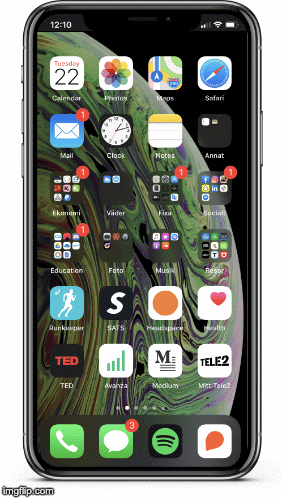 12:10
Tuesday
22
Calendar Photos Maps Safari
1
Mail Clock Notes Annat
1 1 1
Ekonomi Väder Fixa Socialt
1
Education Foto Musik Resor
S
Runkeeper SATS Headspace Health
TED M TELE2
TED Avanza Medium Mitt Tele2
3
imgflip.com